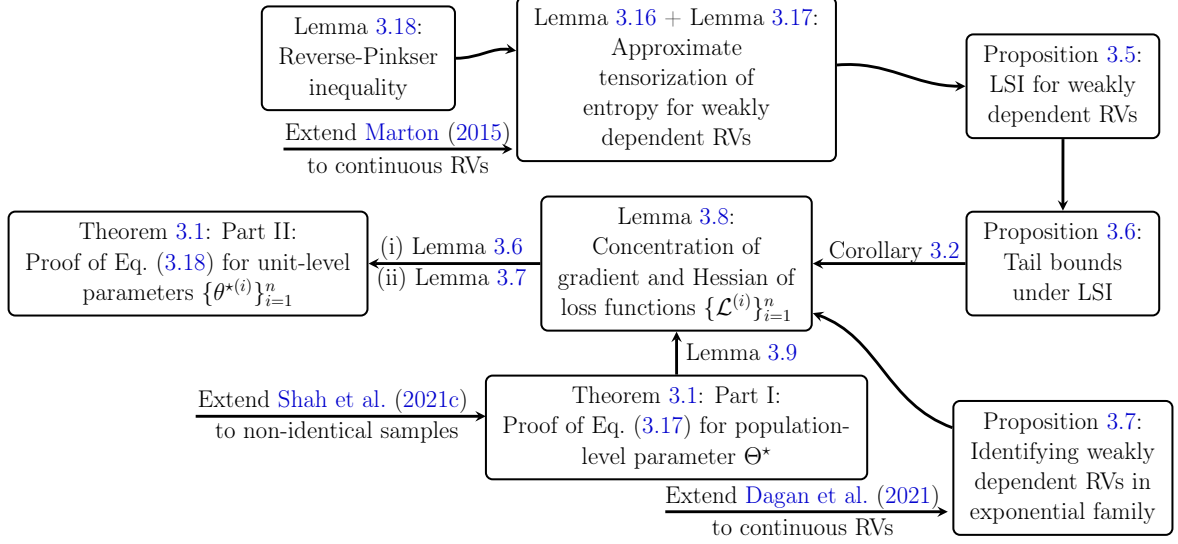 Lemma 3.18:
Reverse-Pinkser
inequality
Lemma 3.16 + Lemma 3.17:
Approximate
tensorization of
entropy for weakly
dependent RVs
Proposition 3.5:
LSI for weakly
dependent RVs
Extend Marton (2015)
to continuous RVs
Theorem 3.1: Part II:
Proof of Eq. (3.18) for unit-level
parameters {θ⋆(i)}ⁿᵢ₌₁
(i) Lemma 3.6
(ii) Lemma 3.7
Lemma 3.8:
Concentration of
gradient and Hessian of
loss functions {𝓛(i)}ⁿᵢ₌₁
Corollary 3.2
Proposition 3.6:
Tail bounds
under LSI
Lemma 3.9
Extend Shah et al. (2021c)
to non-identical samples
Theorem 3.1: Part I:
Proof of Eq. (3.17) for population-
level parameter Θ⋆
Proposition 3.7:
Identifying weakly
dependent RVs in
exponential family
Extend Dagan et al. (2021)
to continuous RVs